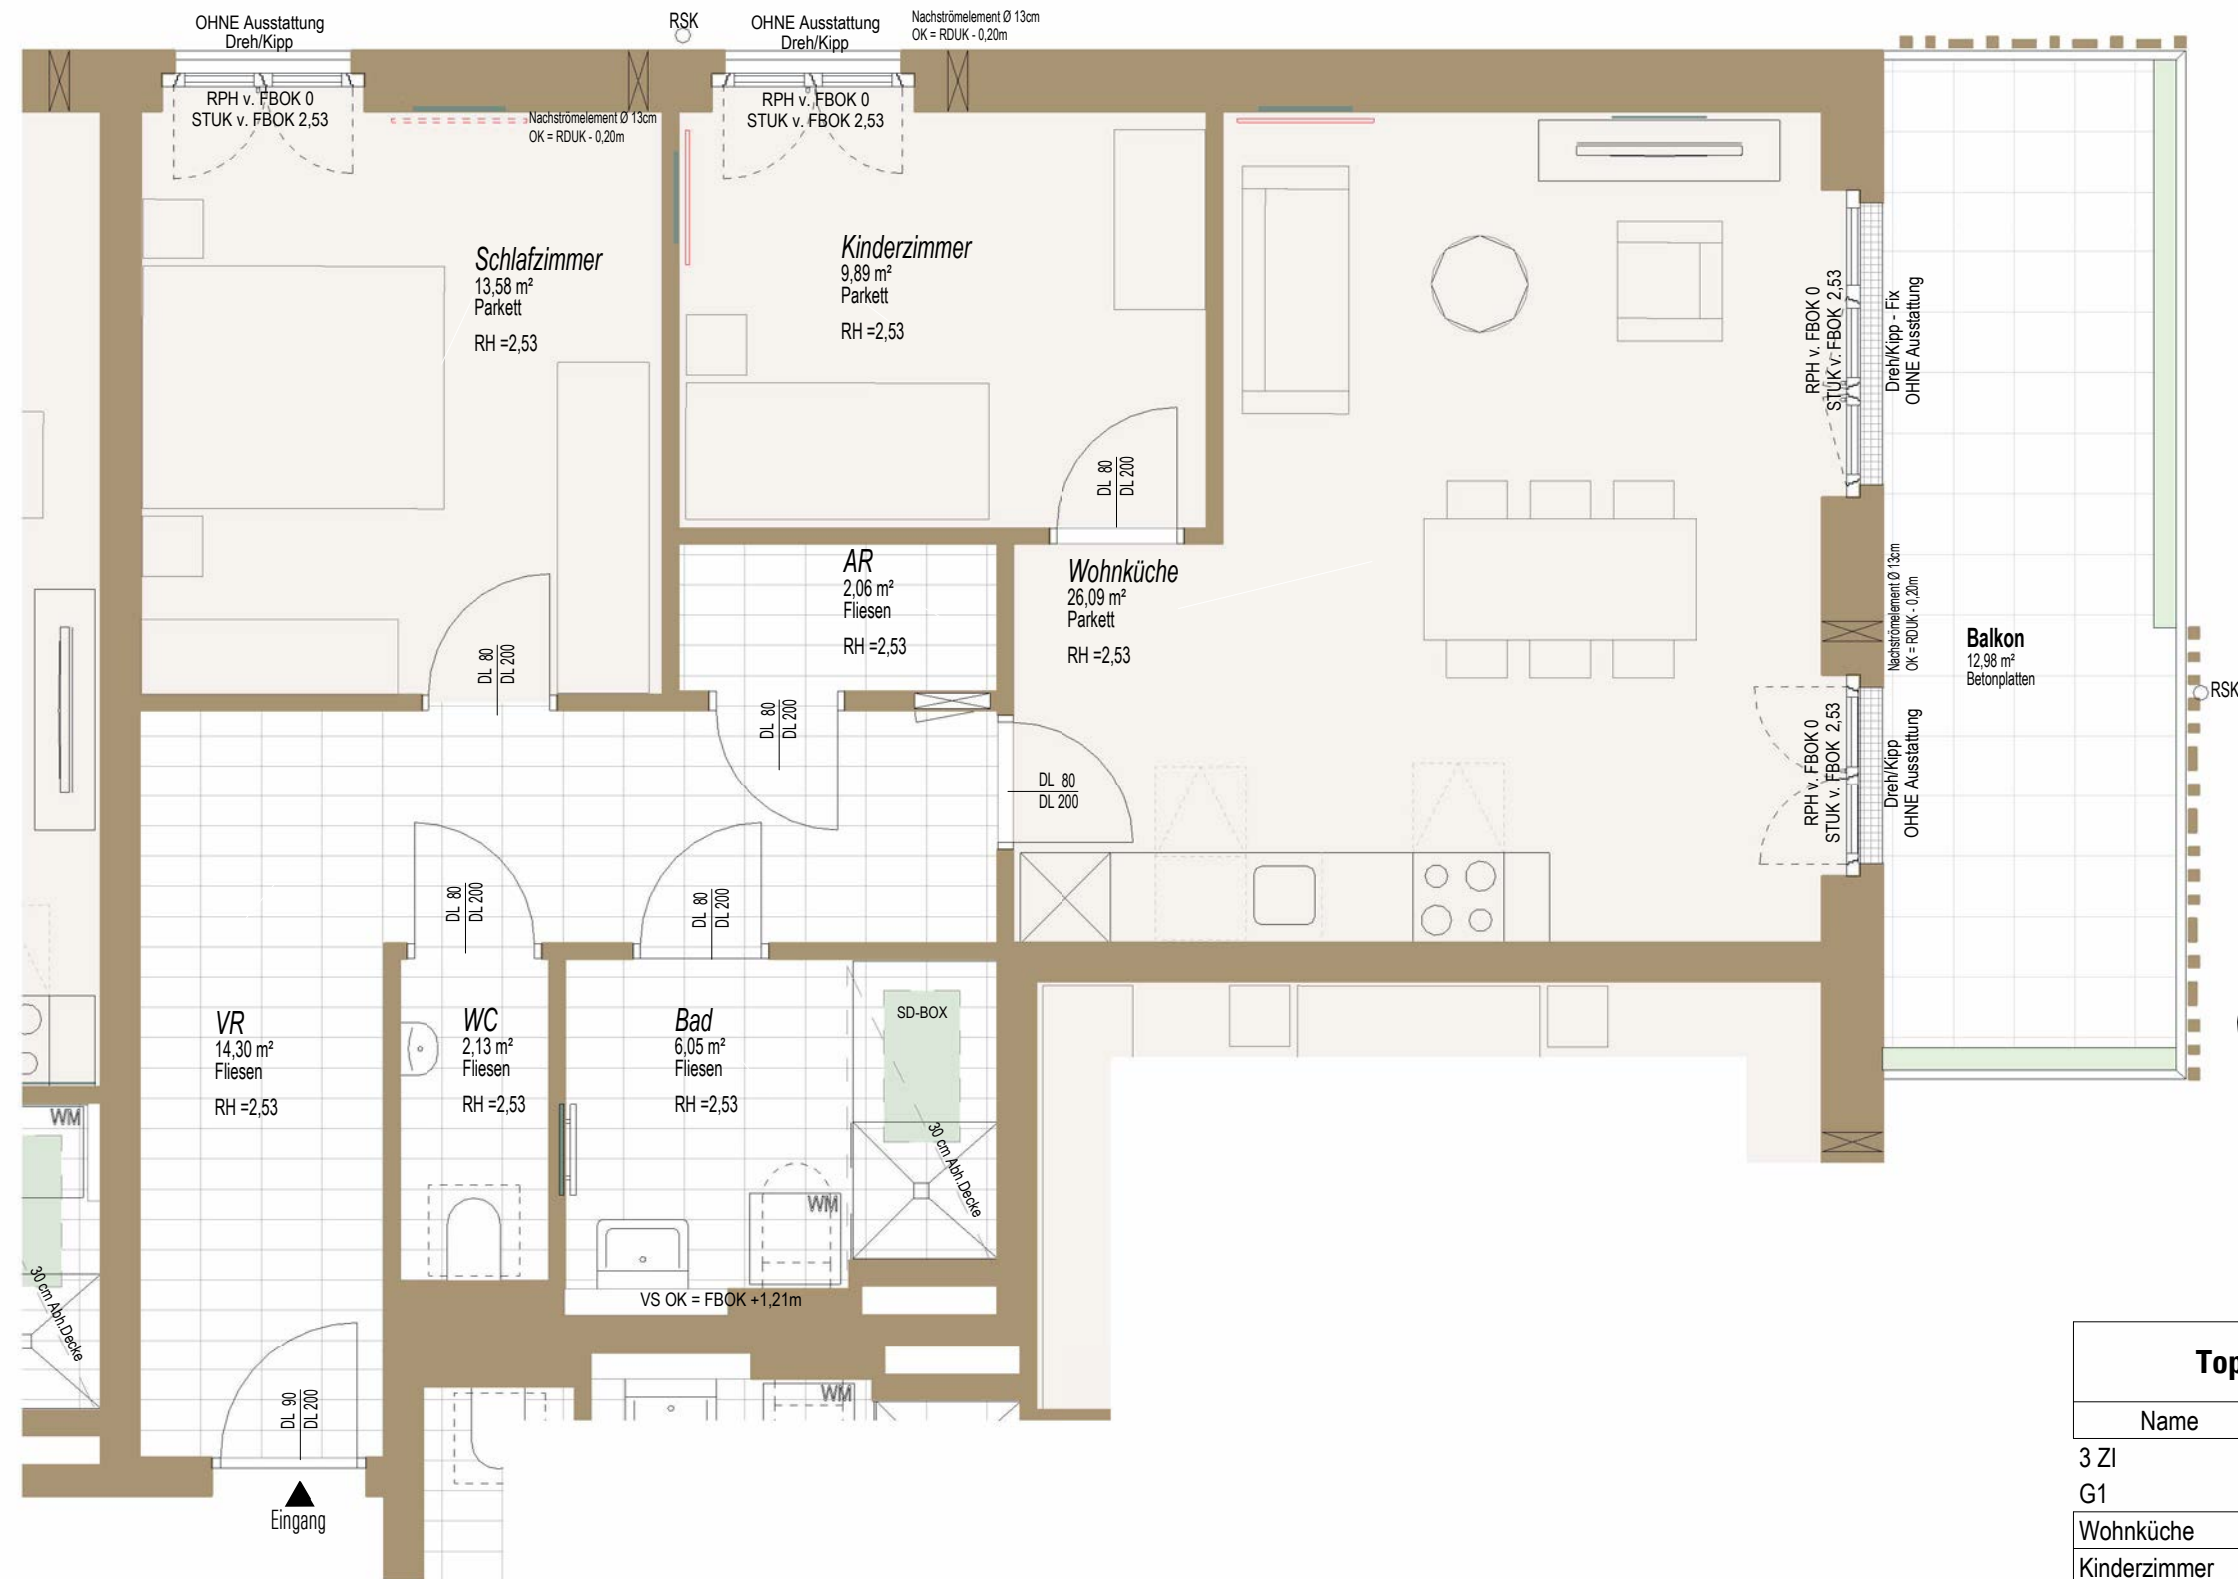 OHNE Ausstattung
Dreh/Kipp
RSK
OHNE Ausstattung
Dreh/Kipp
Nachströmelement Ø 13cm
OK = RDUK - 0,20m
RPH v. FBOK 0
STUK v. FBOK 2,53
Nachströmelement Ø 13cm
OK = RDUK - 0,20m
RPH v. FBOK 0
STUK v. FBOK 2,53
Schlafzimmer
13,58 m²
Parkett
RH =2,53
Kinderzimmer
9,89 m²
Parkett
RH =2,53
RPH v. FBOK 0
STUK v. FBOK 2,53
Dreh/Kipp - Fix
OHNE Ausstattung
DL 80
DL 200
AR
2,06 m²
Fliesen
RH =2,53
Wohnküche
26,09 m²
Parkett
RH =2,53
Nachströmelement Ø 13cm
OK = RDUK - 0,20m
Balkon
12,98 m²
Betonplatten
RSK
DL 80
DL 200
DL 80
DL 200
DL 80
DL 200
RPH v. FBOK 0
STUK v. FBOK 2,53
Dreh/Kipp
OHNE Ausstattung
DL 80
DL 200
DL 80
DL 200
VR
14,30 m²
Fliesen
RH =2,53
WC
2,13 m²
Fliesen
RH =2,53
Bad
6,05 m²
Fliesen
RH =2,53
SD-BOX
30 cm Abh.Decke
WM
WM
30 cm Abh.Decke
VS OK = FBOK +1,21m
WM
DL 90
DL 200
Eingang
Top
Name
3 ZI
G1
Wohnküche
Kinderzimmer